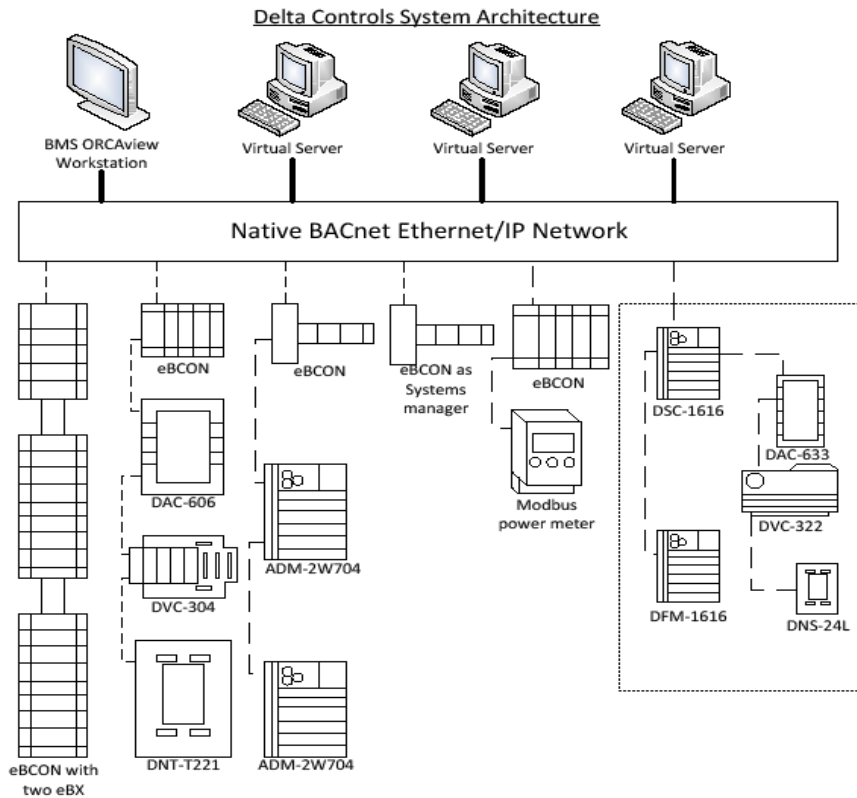 Delta Controls System Architecture
BMS ORCAview
Workstation
Virtual Server
Virtual Server
Virtual Server
Native BACnet Ethernet/IP Network
eBCON
eBCON
eBCON as
Systems
manager
eBCON
DSC-1616
DAC-633
DAC-606
Modbus
power meter
DVC-322
ADM-2W704
DVC-304
DFM-1616
DNS-24L
DNT-T221
ADM-2W704
eBCON with
two eBX